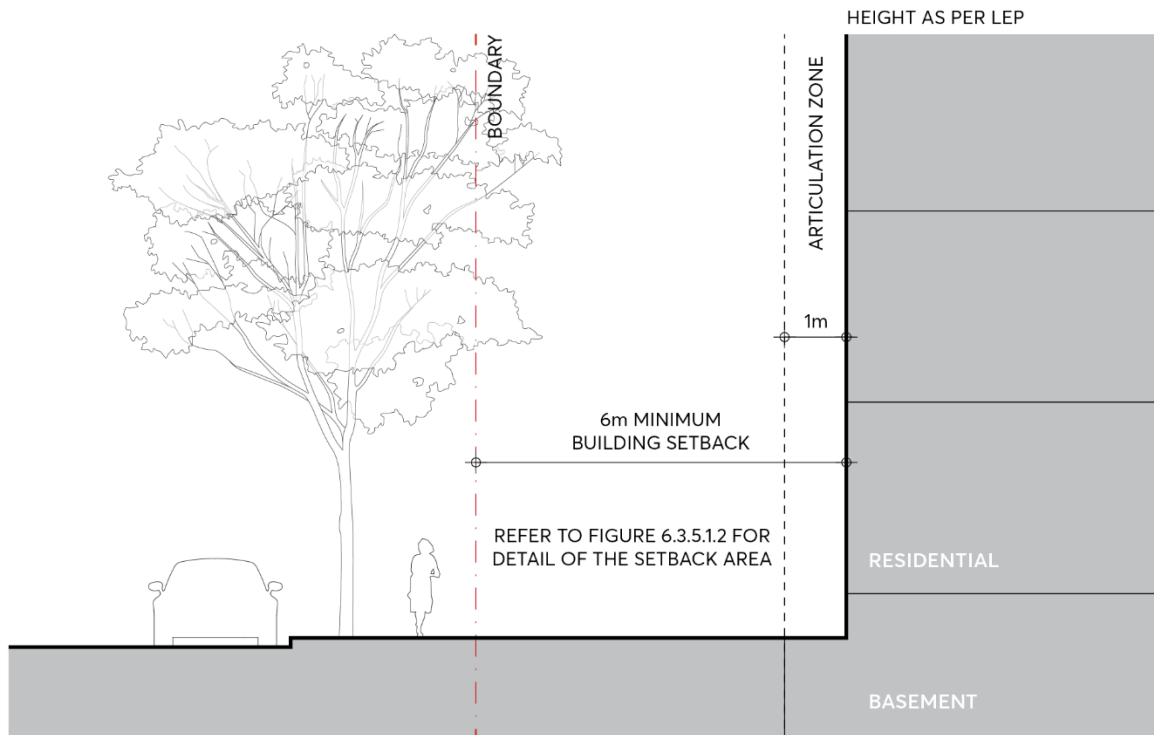 HEIGHT AS PER LEP
BOUNDARY
ARTICULATION ZONE
1m
6m MINIMUM
BUILDING SETBACK
REFER TO FIGURE 6.3.5.1.2 FOR
DETAIL OF THE SETBACK AREA
RESIDENTIAL
BASEMENT